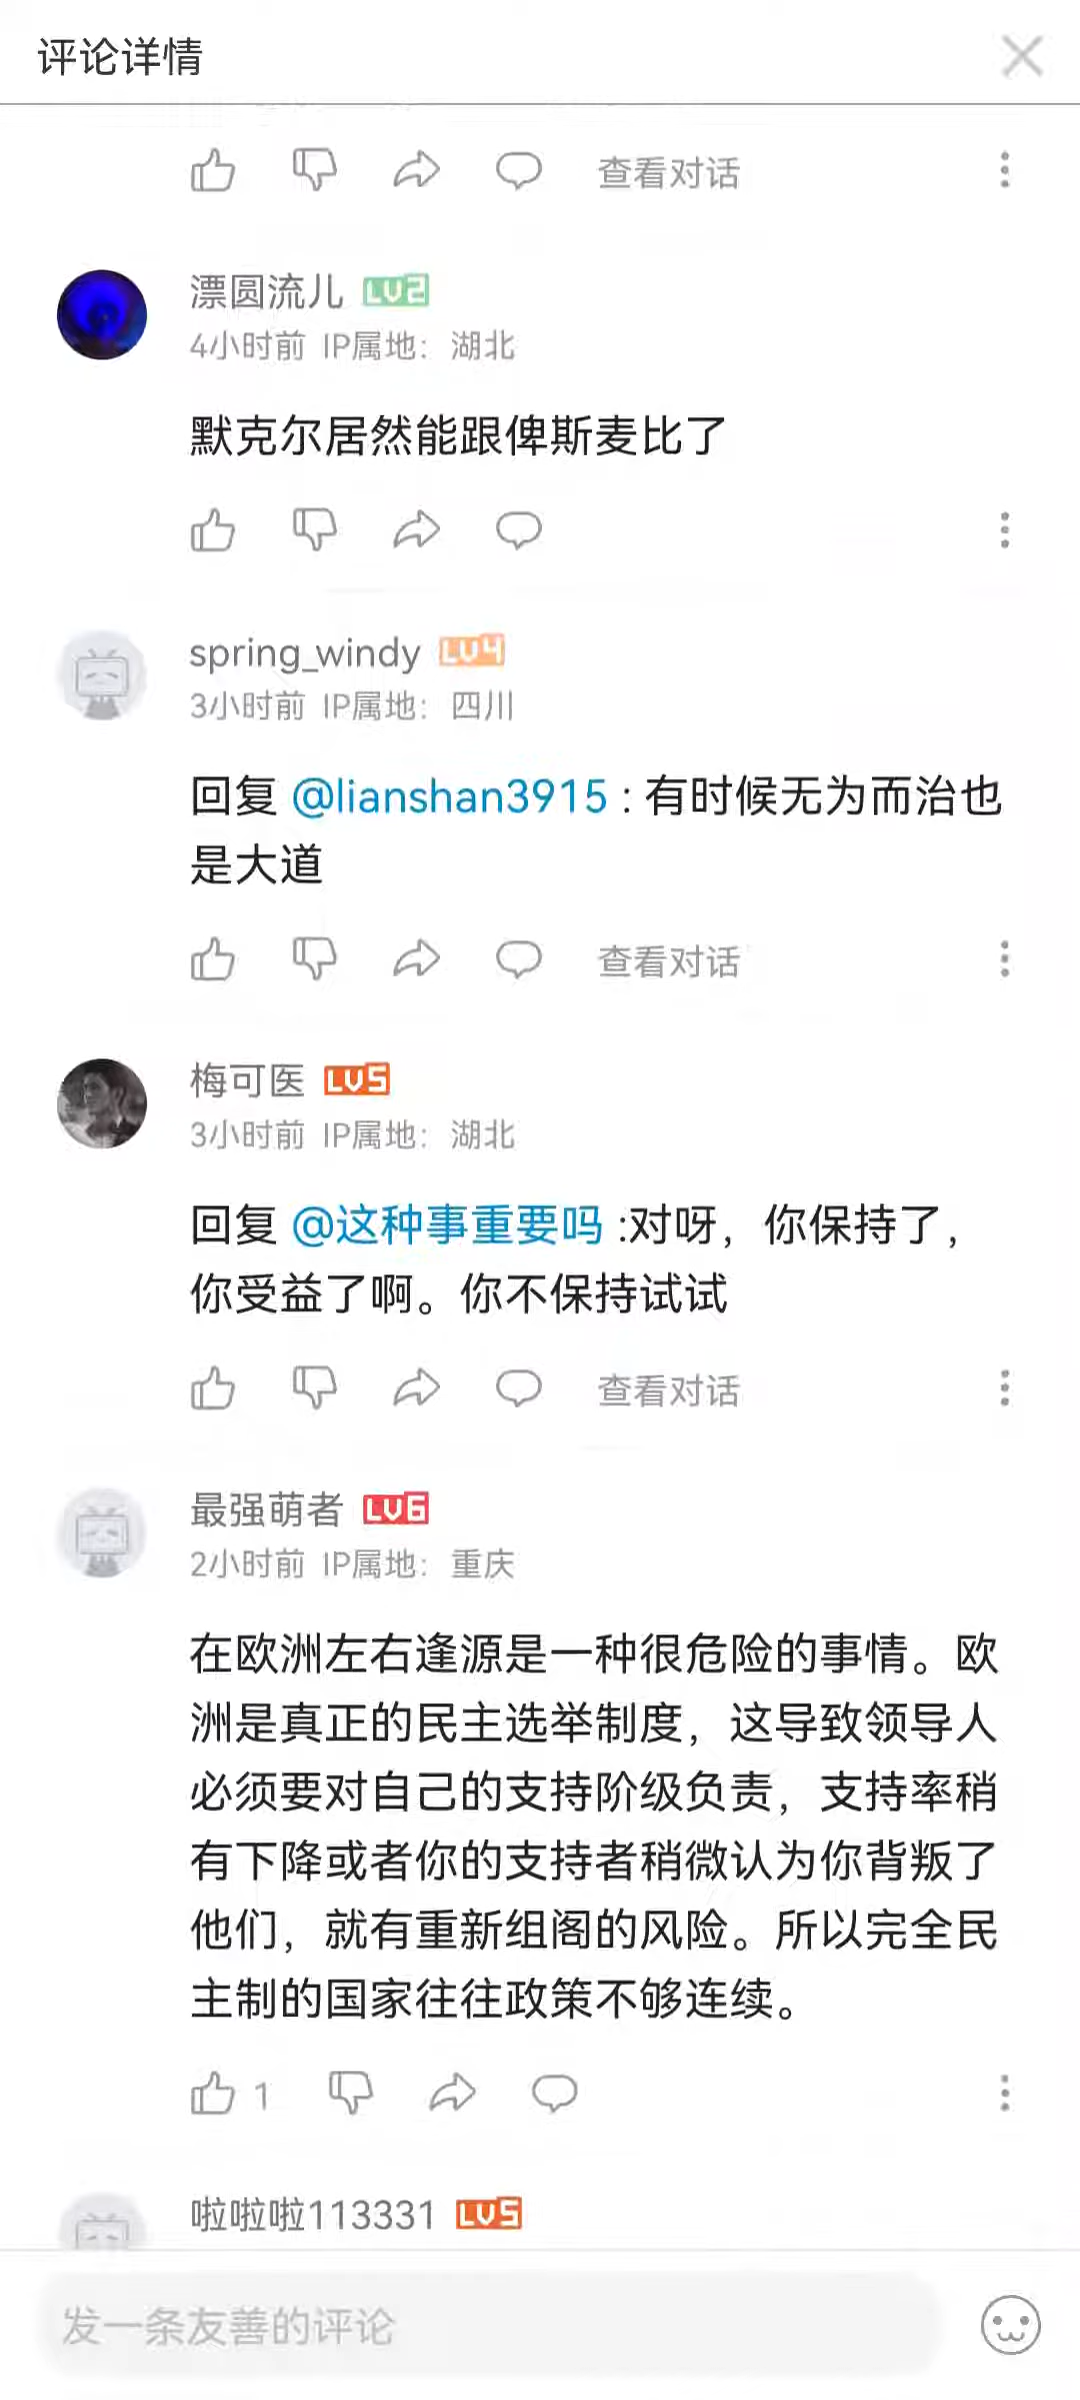 评论详情
查看对话
漂圆流儿 LV2
4小时前 IP属地：湖北
默克尔居然能跟俾斯麦比了
spring_windy LV4
3小时前 IP属地：四川
回复 @lianshan3915 : 有时候无为而治也
是大道
查看对话
梅可医 LV5
3小时前 IP属地：湖北
回复 @这种事重要吗 :对呀，你保持了，
你受益了啊。你不保持试试
查看对话
最强萌者 LV6
2小时前 IP属地：重庆
在欧洲左右逢源是一种很危险的事情。欧
洲是真正的民主选举制度，这导致领导人
必须要对自己的支持阶级负责，支持率稍
有下降或者你的支持者稍微认为你背叛了
他们，就有重新组阁的风险。所以完全民
主制的国家往往政策不够连续。
1
啦啦啦113331 LV5
发一条友善的评论